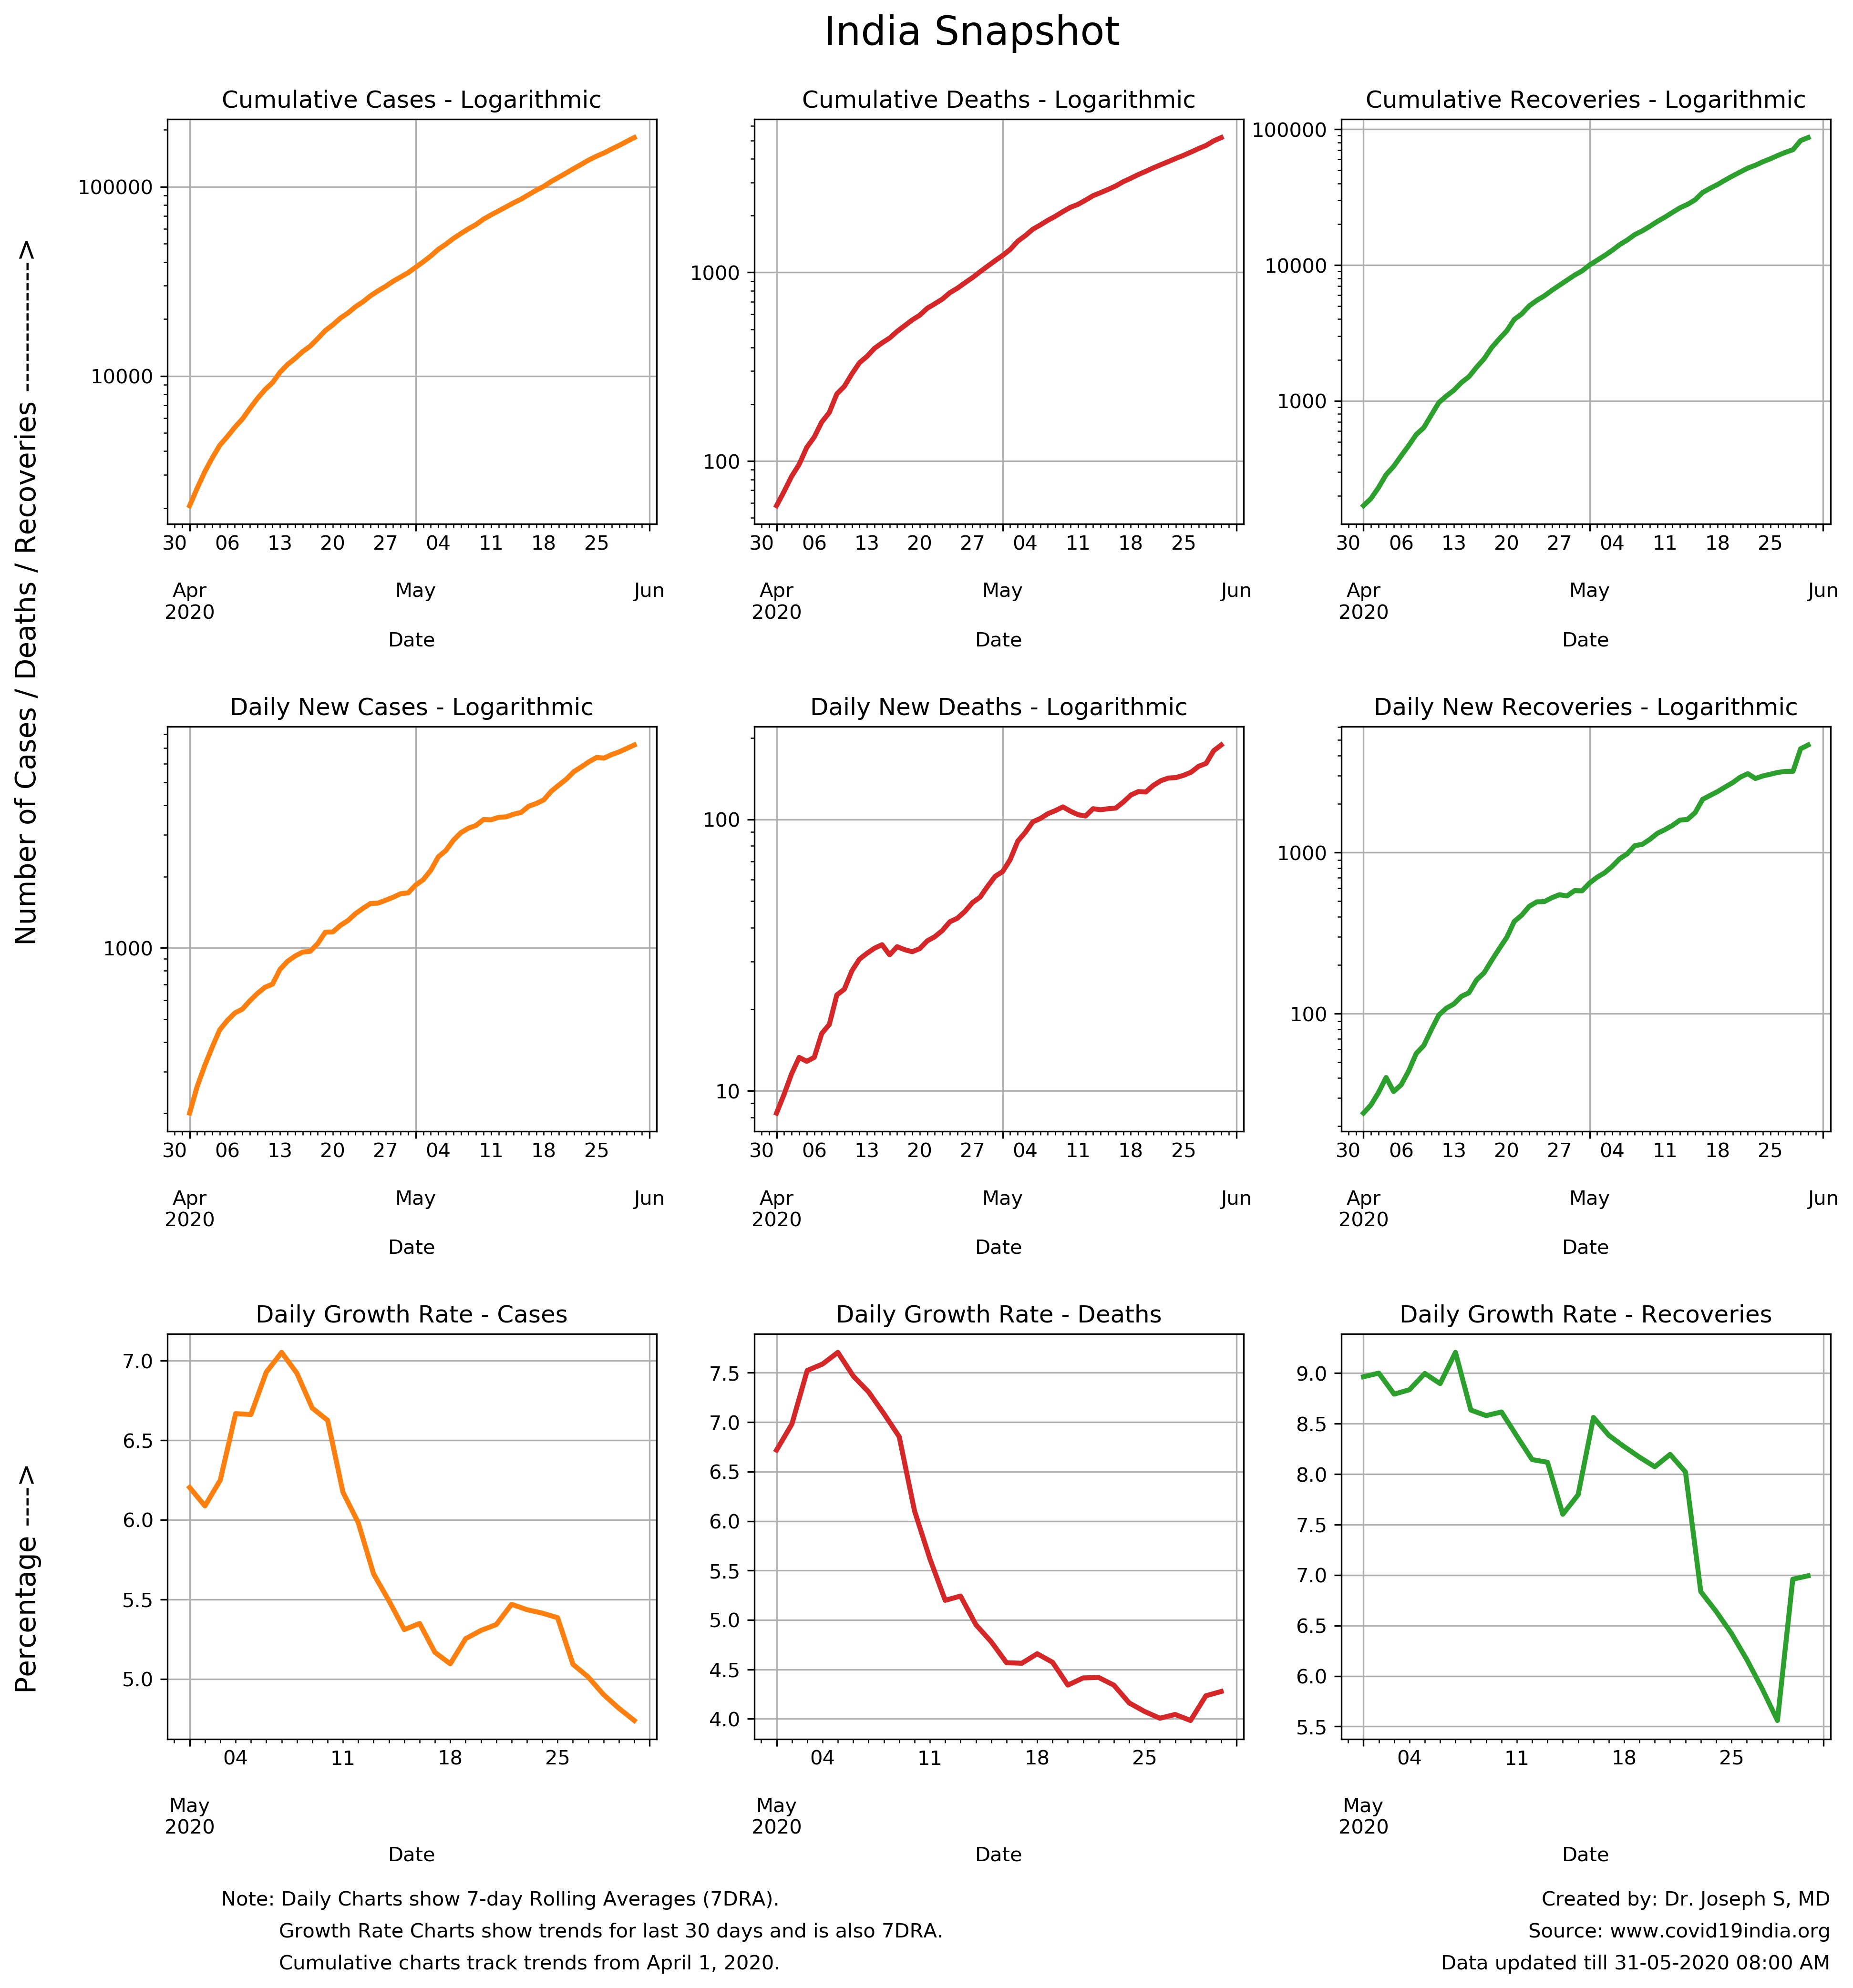 India Snapshot
Number of Cases / Deaths / Recoveries --------------->
Cumulative Cases - Logarithmic
100000
10000
30 06 13 20 27 04 11 18 25
Apr May Jun
2020
Date
Cumulative Deaths - Logarithmic
1000
100
30 06 13 20 27 04 11 18 25
Apr May Jun
2020
Date
Cumulative Recoveries - Logarithmic
100000
10000
1000
30 06 13 20 27 04 11 18 25
Apr May Jun
2020
Date
Daily New Cases - Logarithmic
1000
30 06 13 20 27 04 11 18 25
Apr May Jun
2020
Date
Daily New Deaths - Logarithmic
100
10
30 06 13 20 27 04 11 18 25
Apr May Jun
2020
Date
Daily New Recoveries - Logarithmic
1000
100
30 06 13 20 27 04 11 18 25
Apr May Jun
2020
Date
Percentage ---->
Daily Growth Rate - Cases
7.0
6.5
6.0
5.5
5.0
04 11 18 25
May
2020
Date
Daily Growth Rate - Deaths
7.5
7.0
6.5
6.0
5.5
5.0
4.5
4.0
04 11 18 25
May
2020
Date
Daily Growth Rate - Recoveries
9.0
8.5
8.0
7.5
7.0
6.5
6.0
5.5
04 11 18 25
May
2020
Date
Note: Daily Charts show 7-day Rolling Averages (7DRA).
Growth Rate Charts show trends for last 30 days and is also 7DRA.
Cumulative charts track trends from April 1, 2020.
Created by: Dr. Joseph S, MD
Source: www.covid19india.org
Data updated till 31-05-2020 08:00 AM